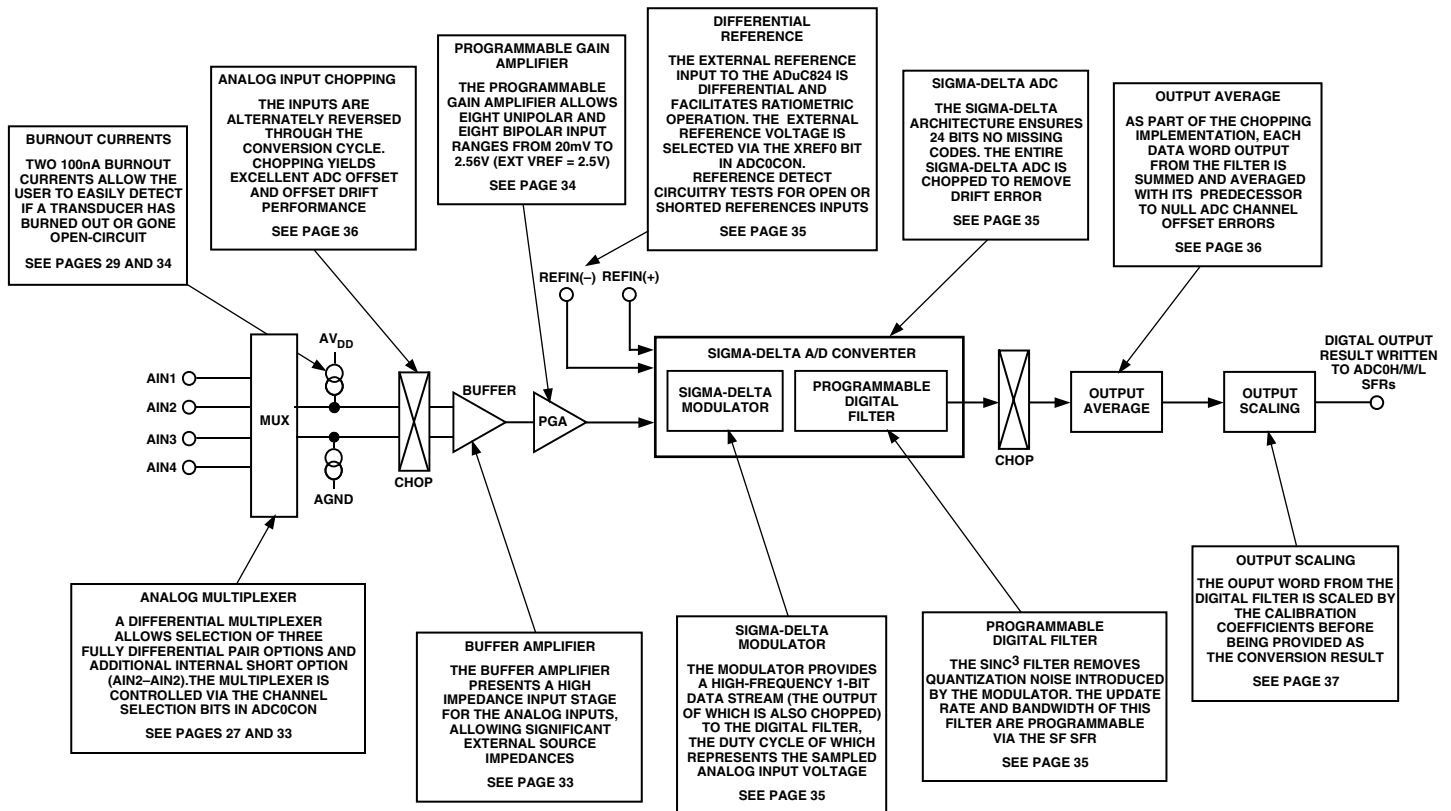 DIFFERENTIAL
REFERENCE
THE EXTERNAL REFERENCE
INPUT TO THE ADuC824 IS
DIFFERENTIAL AND
FACILITATES RATIOMETRIC
OPERATION. THE EXTERNAL
REFERENCE VOLTAGE IS
SELECTED VIA THE XREF0 BIT
IN ADC0CON.
REFERENCE DETECT
CIRCUITRY TESTS FOR OPEN OR
SHORTED REFERENCES INPUTS
SEE PAGE 35
PROGRAMMABLE GAIN
AMPLIFIER
THE PROGRAMMABLE
GAIN AMPLIFIER ALLOWS
EIGHT UNIPOLAR AND
EIGHT BIPOLAR INPUT
RANGES FROM 20mV TO
2.56V (EXT VREF = 2.5V)
SEE PAGE 34
ANALOG INPUT CHOPPING
THE INPUTS ARE
ALTERNATELY REVERSED
THROUGH THE
CONVERSION CYCLE.
CHOPPING YIELDS
EXCELLENT ADC OFFSET
AND OFFSET DRIFT
PERFORMANCE
SEE PAGE 36
SIGMA-DELTA ADC
THE SIGMA-DELTA
ARCHITECTURE ENSURES
24 BITS NO MISSING
CODES. THE ENTIRE
SIGMA-DELTA ADC IS
CHOPPED TO REMOVE
DRIFT ERROR
SEE PAGE 35
OUTPUT AVERAGE
AS PART OF THE CHOPPING
IMPLEMENTATION, EACH
DATA WORD OUTPUT
FROM THE FILTER IS
SUMMED AND AVERAGED
WITH ITS PREDECESSOR
TO NULL ADC CHANNEL
OFFSET ERRORS
SEE PAGE 36
BURNOUT CURRENTS
TWO 100nA BURNOUT
CURRENTS ALLOW THE
USER TO EASILY DETECT
IF A TRANSDUCER HAS
BURNED OUT OR GONE
OPEN-CIRCUIT
SEE PAGES 29 AND 34
REFIN(–)
REFIN(+)
AIN1
AIN2
AIN3
AIN4
MUX
AVDD
AGND
CHOP
BUFFER
PGA
SIGMA-DELTA A/D CONVERTER
SIGMA-DELTA
MODULATOR
PROGRAMMABLE
DIGITAL
FILTER
CHOP
OUTPUT
AVERAGE
OUTPUT
SCALING
DIGTAL OUTPUT
RESULT WRITTEN
TO ADC0H/M/L
SFRs
ANALOG MULTIPLEXER
A DIFFERENTIAL MULTIPLEXER
ALLOWS SELECTION OF THREE
FULLY DIFFERENTIAL PAIR OPTIONS AND
ADDITIONAL INTERNAL SHORT OPTION
(AIN2–AIN2).THE MULTIPLEXER IS
CONTROLLED VIA THE CHANNEL
SELECTION BITS IN ADC0CON
SEE PAGES 27 AND 33
BUFFER AMPLIFIER
THE BUFFER AMPLIFIER
PRESENTS A HIGH
IMPEDANCE INPUT STAGE
FOR THE ANALOG INPUTS,
ALLOWING SIGNIFICANT
EXTERNAL SOURCE
IMPEDANCES
SEE PAGE 33
SIGMA-DELTA
MODULATOR
THE MODULATOR PROVIDES
A HIGH-FREQUENCY 1-BIT
DATA STREAM (THE OUTPUT
OF WHICH IS ALSO CHOPPED)
TO THE DIGITAL FILTER,
THE DUTY CYCLE OF WHICH
REPRESENTS THE SAMPLED
ANALOG INPUT VOLTAGE
SEE PAGE 35
PROGRAMMABLE
DIGITAL FILTER
THE SINC3 FILTER REMOVES
QUANTIZATION NOISE INTRODUCED
BY THE MODULATOR. THE UPDATE
RATE AND BANDWIDTH OF THIS
FILTER ARE PROGRAMMABLE
VIA THE SF SFR
SEE PAGE 35
OUTPUT SCALING
THE OUPUT WORD FROM THE
DIGITAL FILTER IS SCALED BY
THE CALIBRATION
COEFFICIENTS BEFORE
BEING PROVIDED AS
THE CONVERSION RESULT
SEE PAGE 37